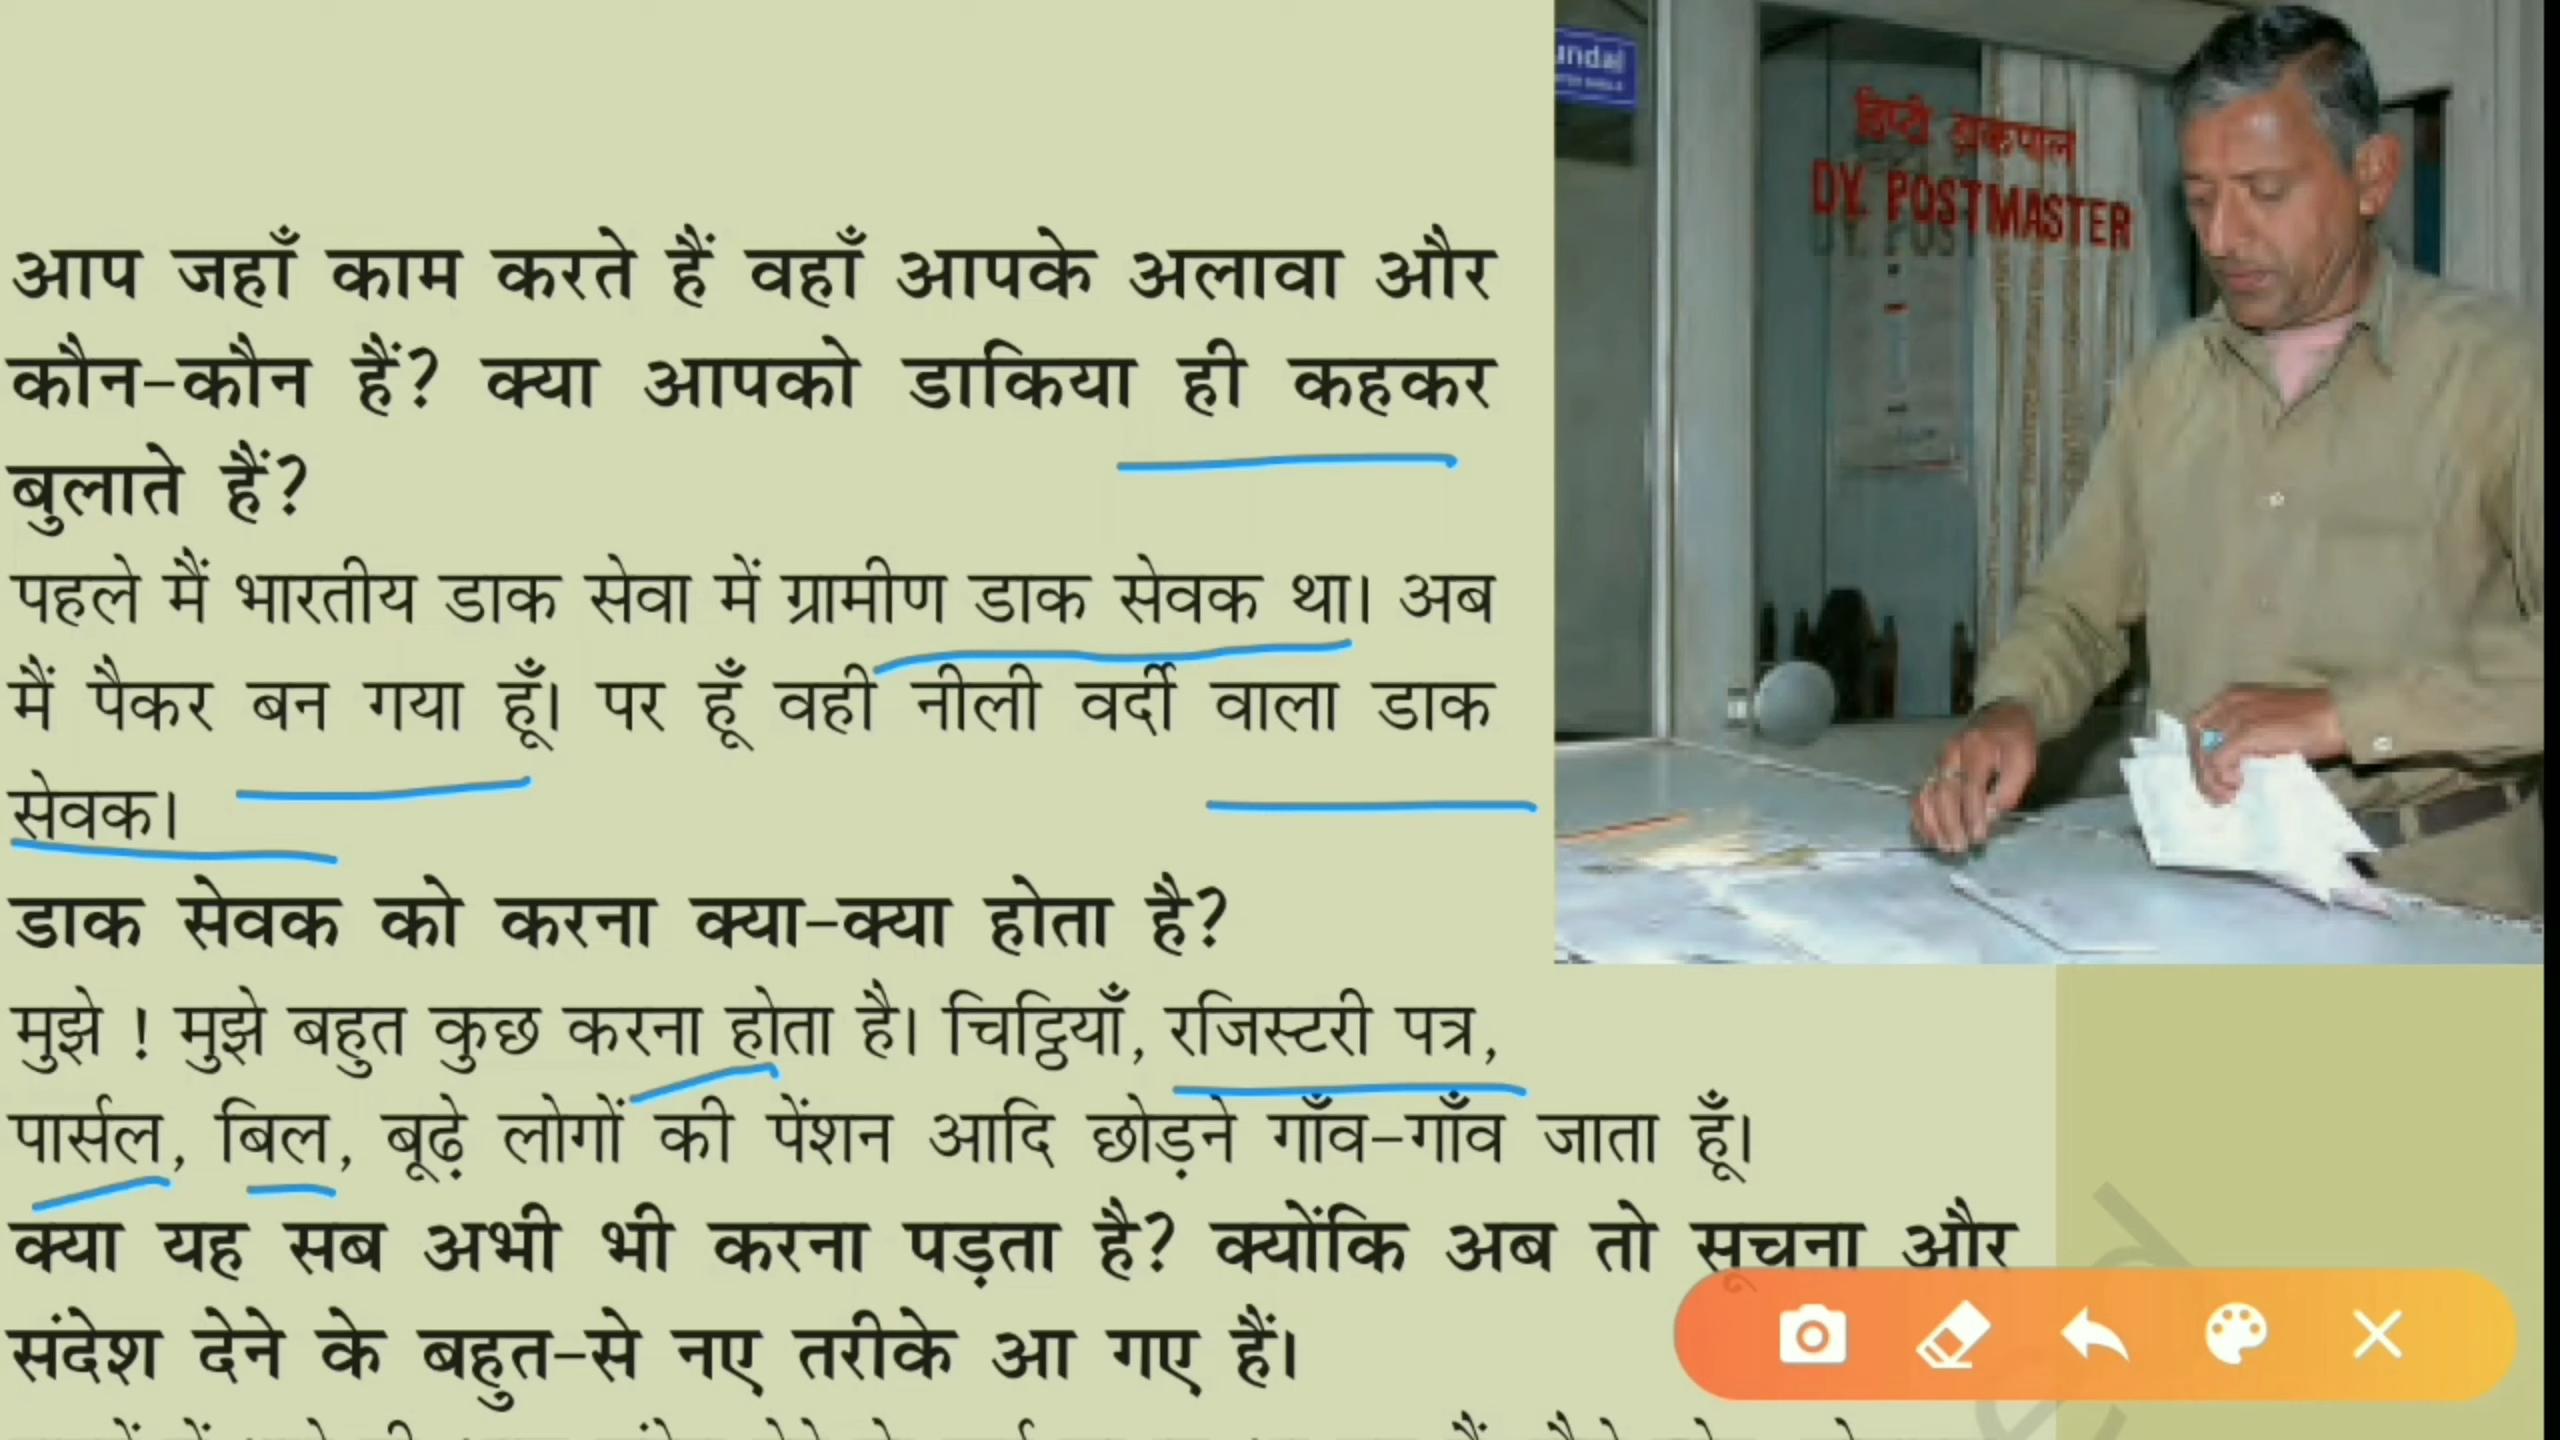 आप जहाँ काम करते हैं वहाँ आपके अलावा और
कौन-कौन हैं? क्या आपको डाकिया ही कहकर
बुलाते हैं?
पहले मैं भारतीय डाक सेवा में ग्रामीण डाक सेवक था। अब
मैं पैकर बन गया हूँ। पर हूँ वही नीली वर्दी वाला डाक
सेवक।
डाक सेवक को करना क्या-क्या होता है?
मुझे ! मुझे बहुत कुछ करना होता है। चिट्ठियाँ, रजिस्टरी पत्र,
पार्सल, बिल, बूढ़े लोगों की पेंशन आदि छोड़ने गाँव-गाँव जाता हूँ।
क्या यह सब अभी भी करना पड़ता है? क्योंकि अब तो सूचना और
संदेश देने के बहुत-से नए तरीके आ गए हैं।
undal
डिप्टी डाकपाल
DY. POSTMASTER